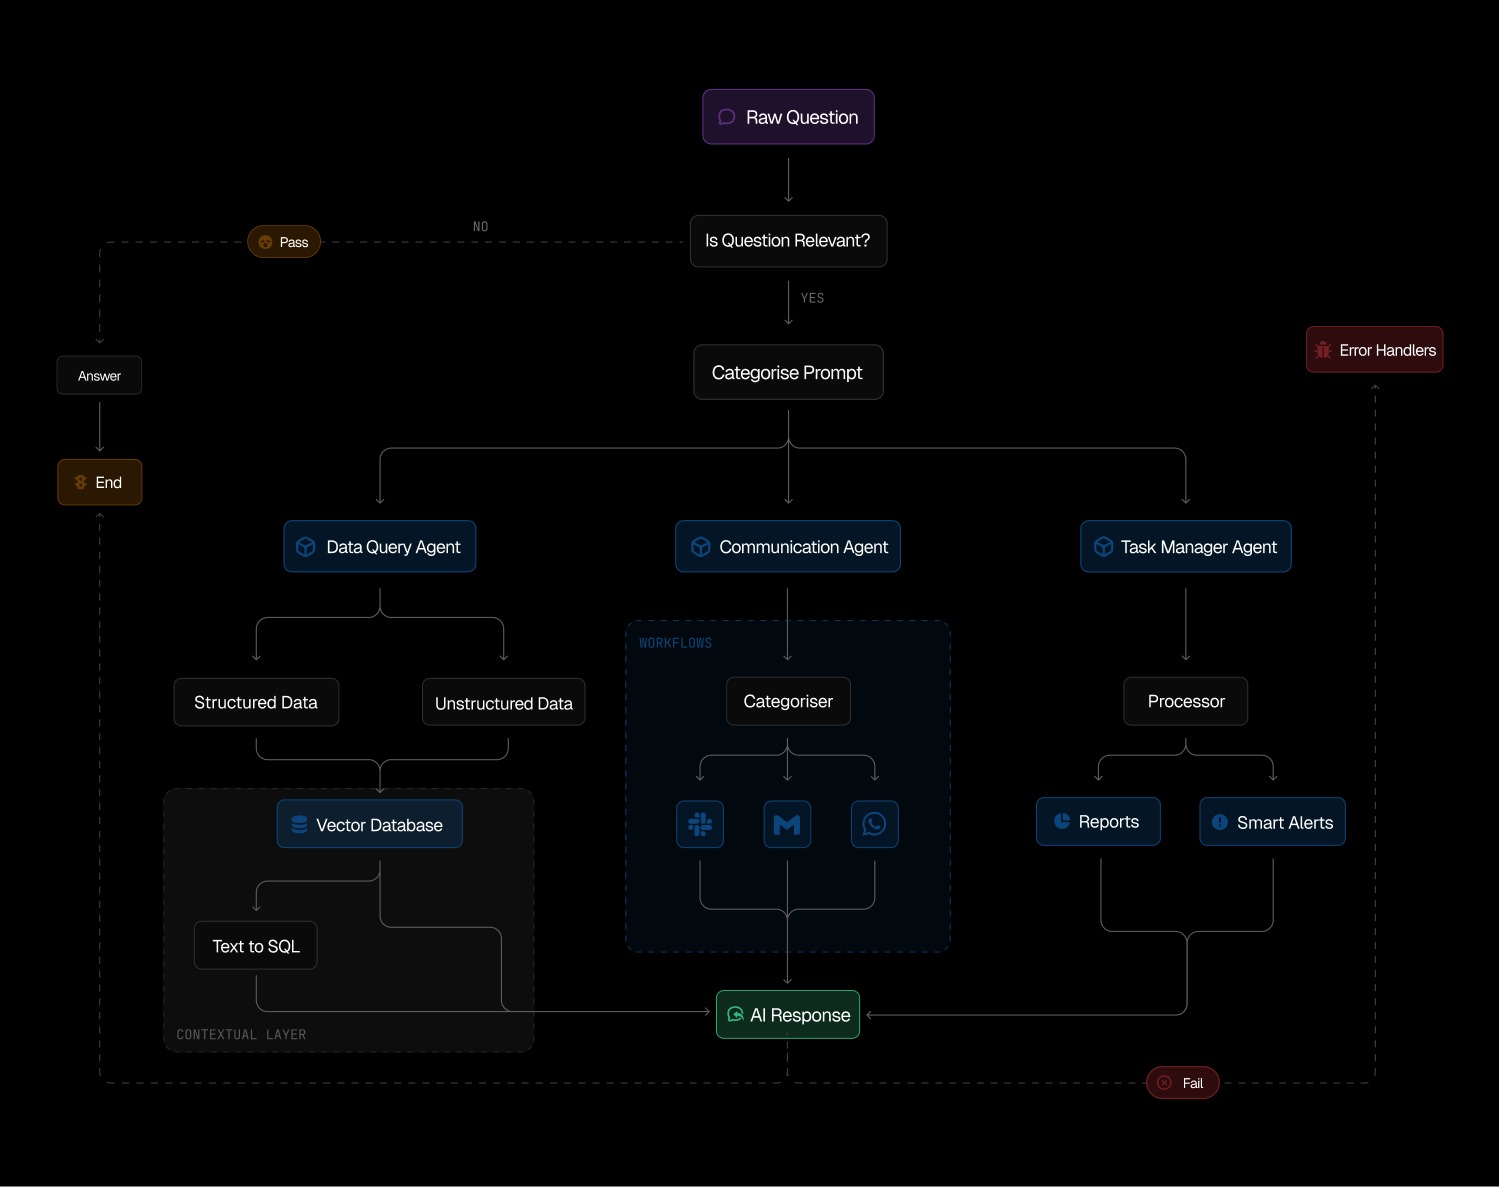 Raw Question
NO
Pass
Is Question Relevant?
YES
Error Handlers
Answer
Categorise Prompt
End
Data Query Agent
Communication Agent
Task Manager Agent
WORKFLOWS
Structured Data
Unstructured Data
Categoriser
Processor
Vector Database
Reports
Smart Alerts
Text to SQL
AI Response
CONTEXTUAL LAYER
Fail